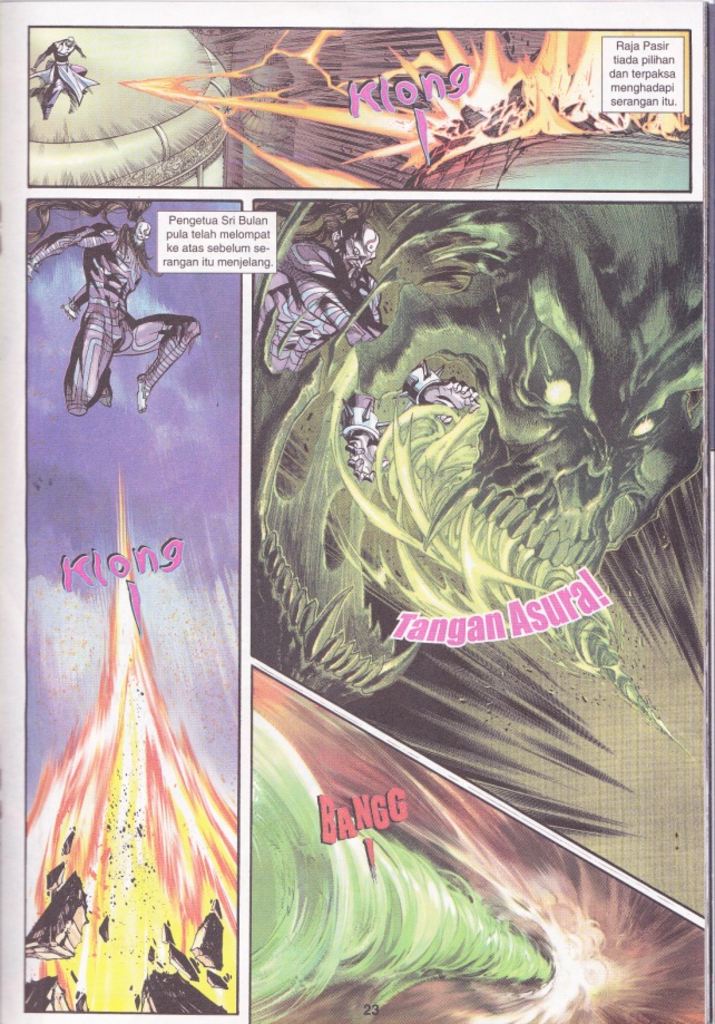 Raja Pasir
tiada pilihan
dan terpaksa
menghadapi
serangan itu.
Klong
!
Pengetua Sri Bulan
pula telah melompat
ke atas sebelum se-
rangan itu menjelang.
Klong
!
Tangan Asura!
BANGG
!
23